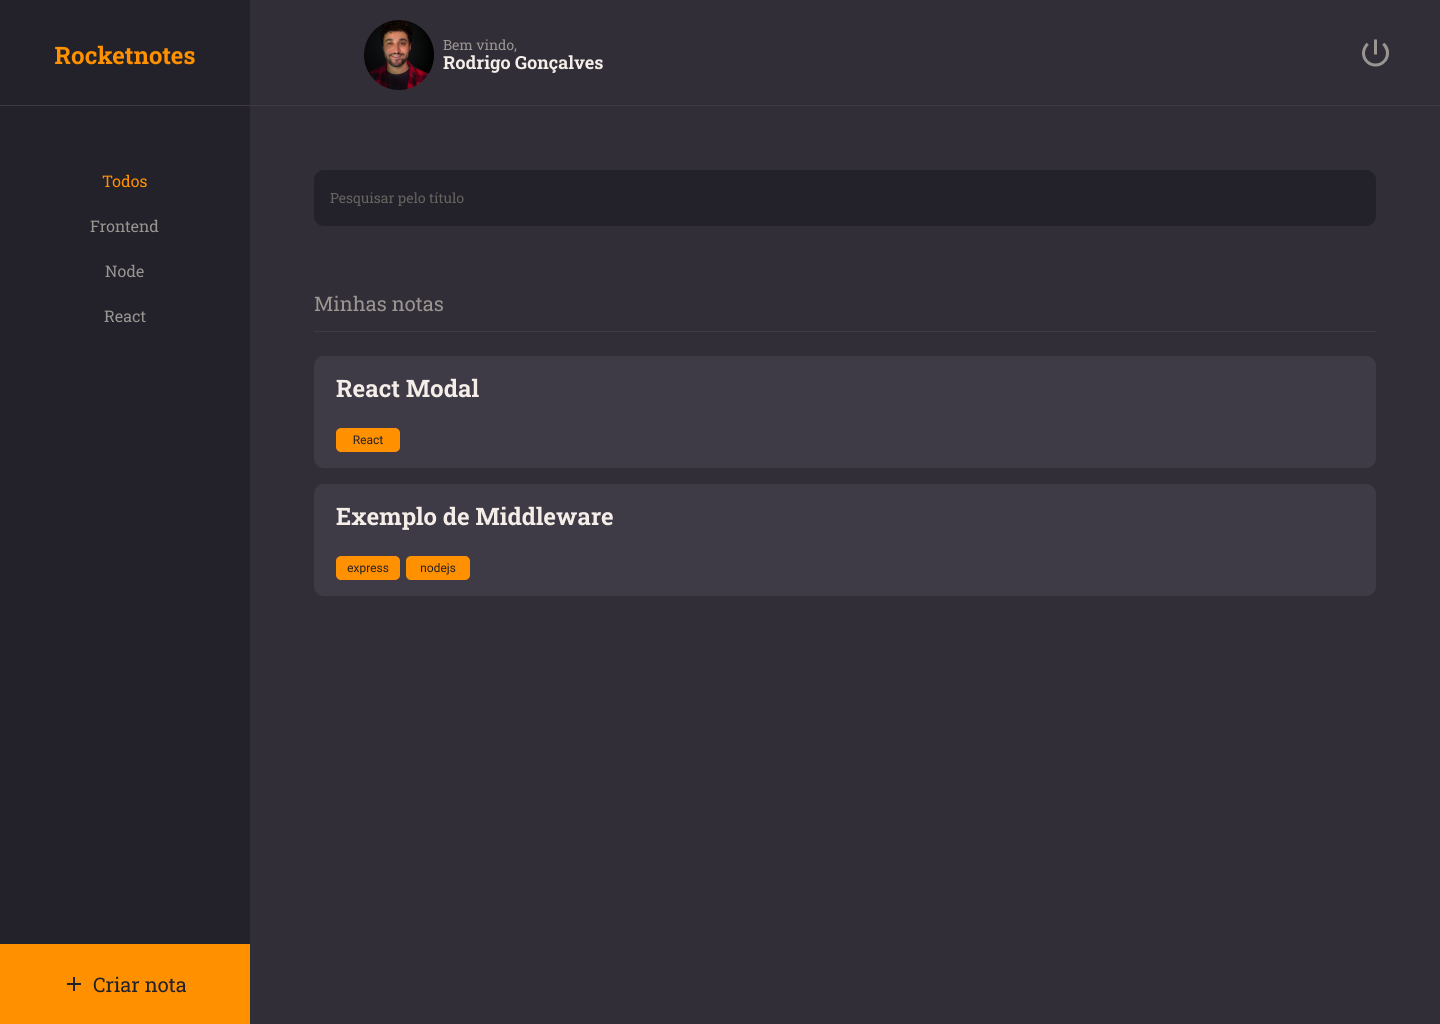 Rocketnotes
Bem vindo,
Rodrigo Gonçalves
Todos
Frontend
Node
React
Pesquisar pelo título
Minhas notas
React Modal
React
Exemplo de Middleware
express nodejs
+ Criar nota